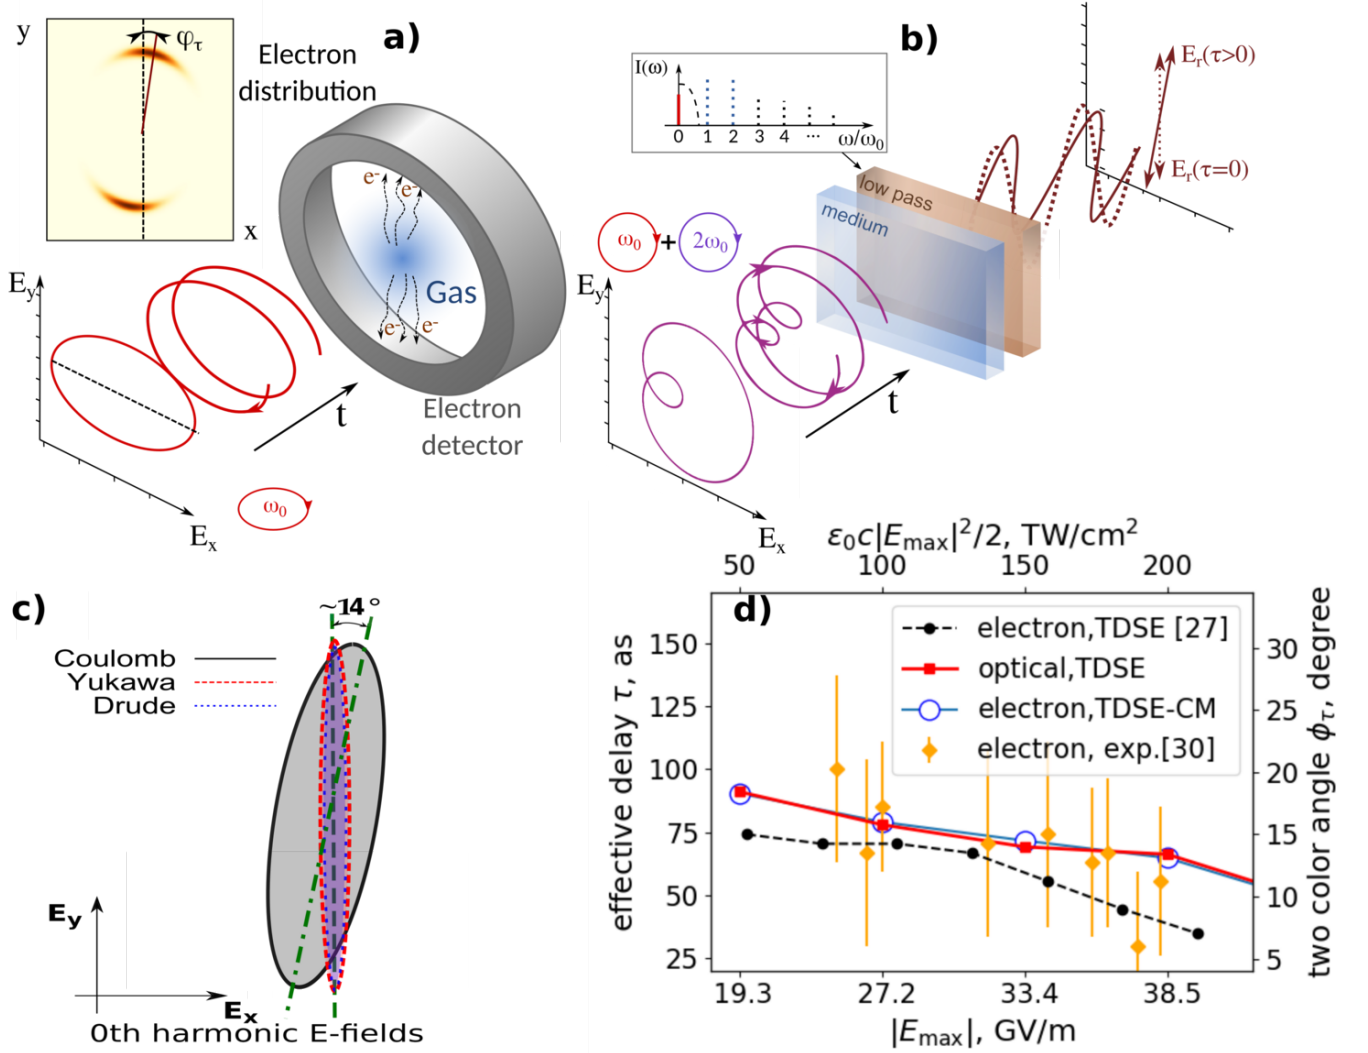 a)
y
φτ
x
Electron
distribution
e-
e-
Gas
e-
e-
Electron
detector
Ey
Ex
t
ω0
b)
I(ω)
0 1 2 3 4 ... ω/ω0
low pass
medium
Er(τ>0)
Er(τ=0)
ω0 + 2ω0
Ey
Ex
t
c)
~14°
Coulomb
Yukawa
Drude
Ey
Ex
0th harmonic E-fields
d)
ε0c|Emax|²/2, TW/cm²
50 100 150 200
electron,TDSE [27]
optical,TDSE
electron,TDSE-CM
electron, exp.[30]
effective delay τ, as
150
125
100
75
50
25
two color angle ϕτ, degree
30
25
20
15
10
5
19.3 27.2 33.4 38.5
|Emax|, GV/m